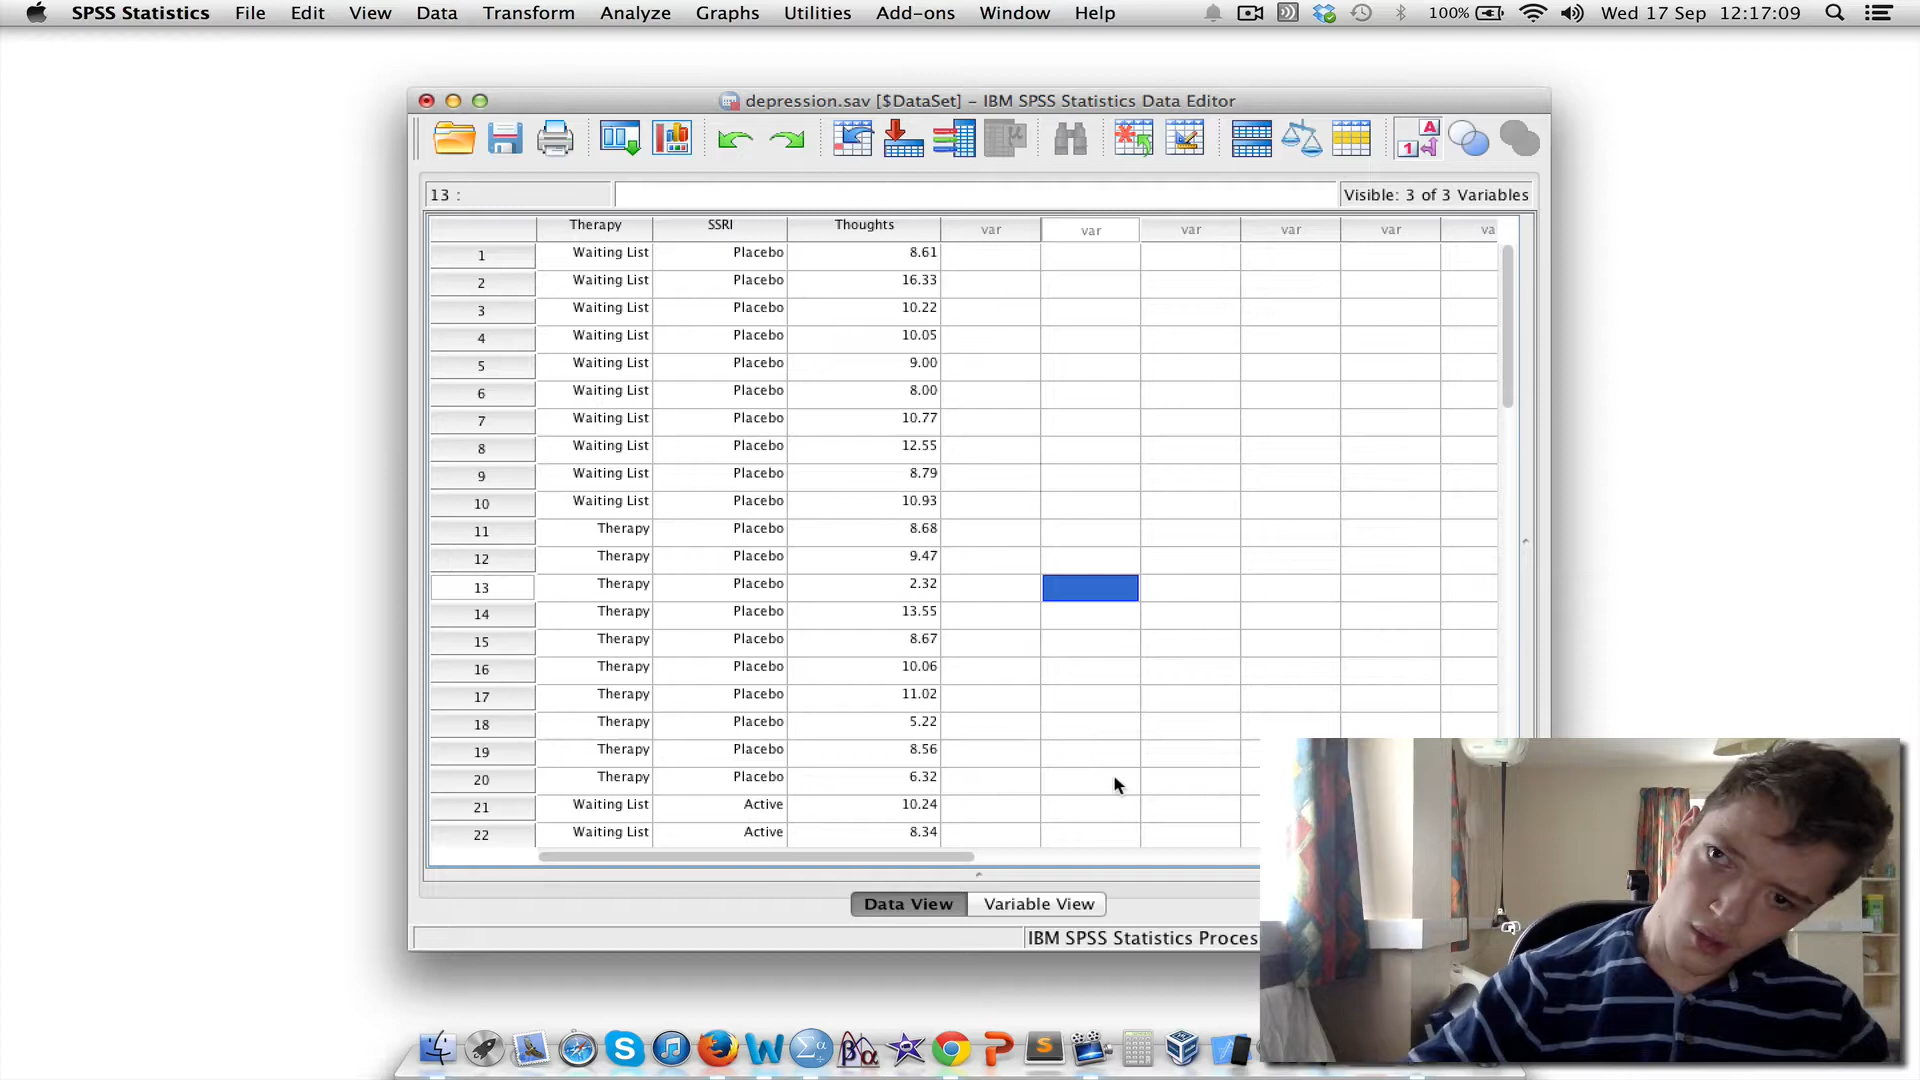 SPSS Statistics File Edit View Data Transform Analyze Graphs Utilities Add-ons Window Help 100% Wed 17 Sep 12:17:09
depression.sav [$DataSet] – IBM SPSS Statistics Data Editor
13 : Visible: 3 of 3 Variables
Therapy SSRI Thoughts var var var var var va
1 Waiting List Placebo 8.61
2 Waiting List Placebo 16.33
3 Waiting List Placebo 10.22
4 Waiting List Placebo 10.05
5 Waiting List Placebo 9.00
6 Waiting List Placebo 8.00
7 Waiting List Placebo 10.77
8 Waiting List Placebo 12.55
9 Waiting List Placebo 8.79
10 Waiting List Placebo 10.93
11 Therapy Placebo 8.68
12 Therapy Placebo 9.47
13 Therapy Placebo 2.32
14 Therapy Placebo 13.55
15 Therapy Placebo 8.67
16 Therapy Placebo 10.06
17 Therapy Placebo 11.02
18 Therapy Placebo 5.22
19 Therapy Placebo 8.56
20 Therapy Placebo 6.32
21 Waiting List Active 10.24
22 Waiting List Active 8.34
Data View Variable View
IBM SPSS Statistics Proces